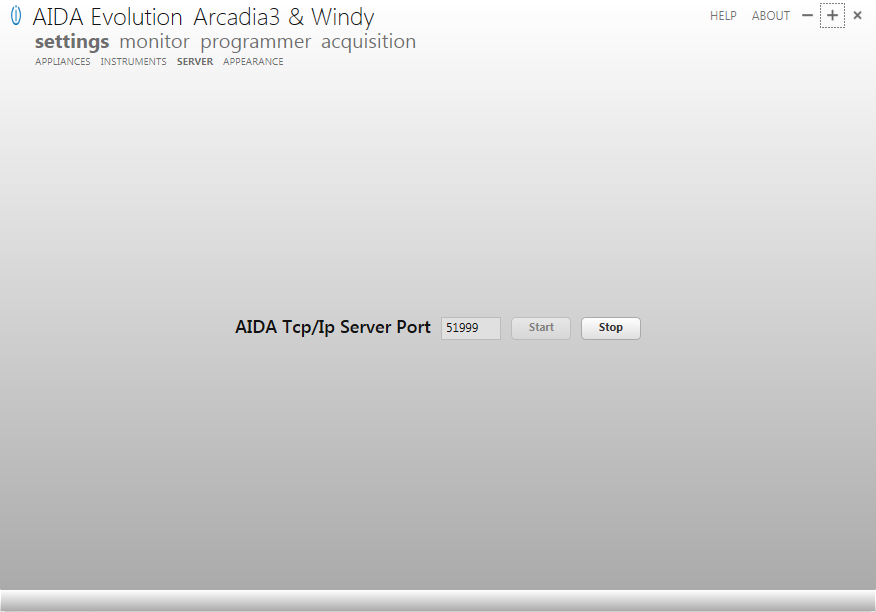 AIDA Evolution Arcadia3 & Windy
HELP ABOUT
settings monitor programmer acquisition
APPLIANCES INSTRUMENTS SERVER APPEARANCE
AIDA Tcp/Ip Server Port 51999 Start Stop